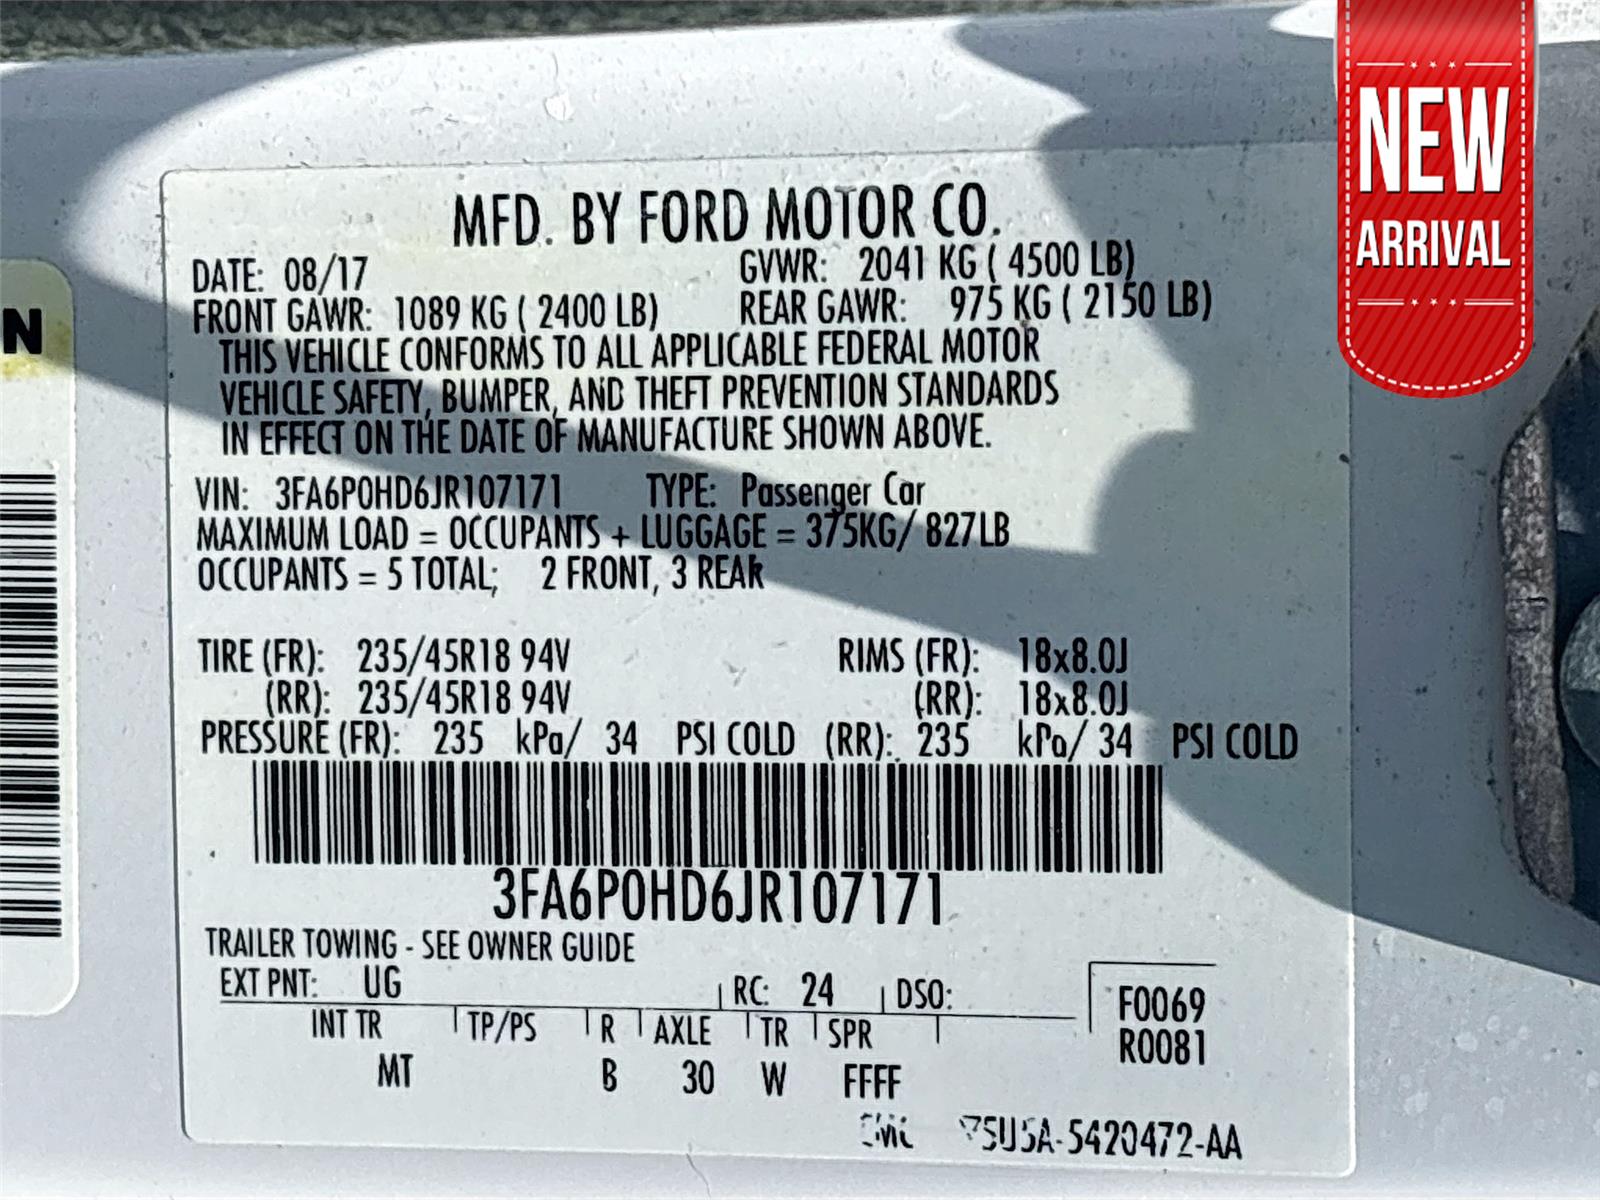 NEW
ARRIVAL
N
MFD. BY FORD MOTOR CO.
DATE: 08/17 GVWR: 2041 KG ( 4500 LB)
FRONT GAWR: 1089 KG ( 2400 LB) REAR GAWR: 975 KG ( 2150 LB)
THIS VEHICLE CONFORMS TO ALL APPLICABLE FEDERAL MOTOR
VEHICLE SAFETY, BUMPER, AND THEFT PREVENTION STANDARDS
IN EFFECT ON THE DATE OF MANUFACTURE SHOWN ABOVE.
VIN: 3FA6P0HD6JR107171 TYPE: Passenger Car
MAXIMUM LOAD = OCCUPANTS + LUGGAGE = 375KG/ 827LB
OCCUPANTS = 5 TOTAL; 2 FRONT, 3 REAR
TIRE (FR): 235/45R18 94V RIMS (FR): 18x8.0J
(RR): 235/45R18 94V (RR): 18x8.0J
PRESSURE (FR): 235 kPa/ 34 PSI COLD (RR): 235 kPa/ 34 PSI COLD
3FA6P0HD6JR107171
TRAILER TOWING - SEE OWNER GUIDE
EXT PNT: UG RC: 24 DSO: F0069
INT TR TP/PS R AXLE TR SPR R0081
MT B 30 W FFFF
5U5A-5420472-AA